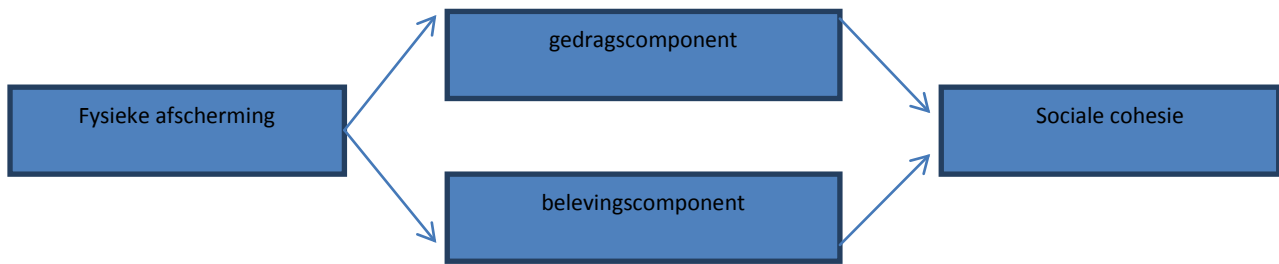 gedragscomponent
Fysieke afscherming
Sociale cohesie
belevingscomponent